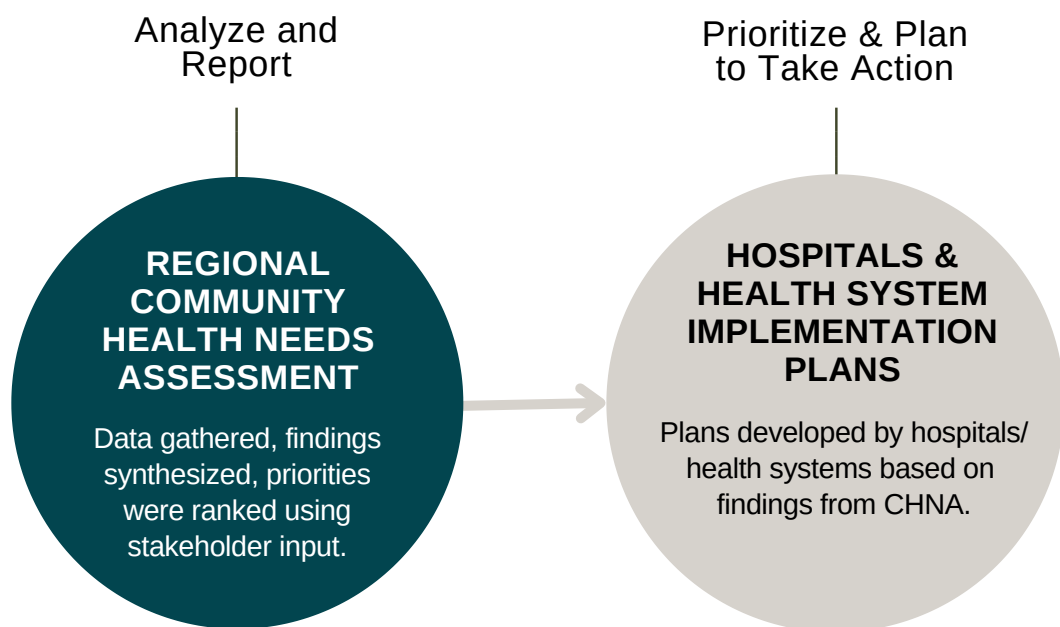 Analyze and
Report
Prioritize & Plan
to Take Action
REGIONAL
COMMUNITY
HEALTH NEEDS
ASSESSMENT
Data gathered, findings
synthesized, priorities
were ranked using
stakeholder input.
HOSPITALS &
HEALTH SYSTEM
IMPLEMENTATION
PLANS
Plans developed by hospitals/
health systems based on
findings from CHNA.